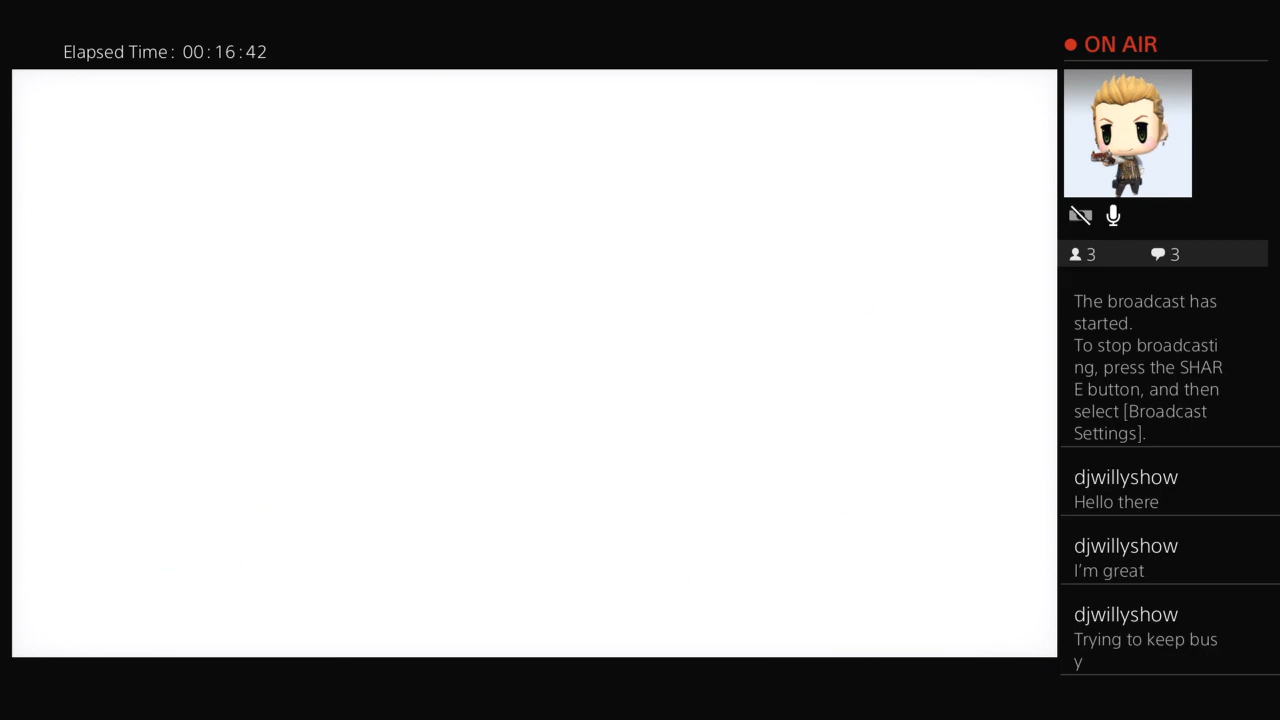 Elapsed Time: 00:16:42
ON AIR
3 3
The broadcast has
started.
To stop broadcasti
ng, press the SHAR
E button, and then
select [Broadcast
Settings].
djwillyshow
Hello there
djwillyshow
I'm great
djwillyshow
Trying to keep bus
y